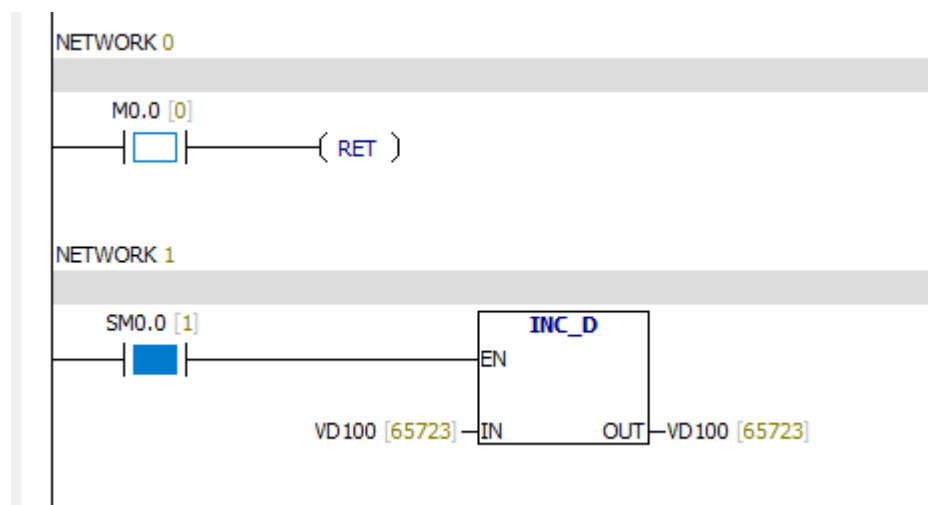 NETWORK 0
M0.0 [0]
( RET )
NETWORK 1
SM0.0 [1]
INC_D
EN
VD100 [65723] IN OUT VD100 [65723]